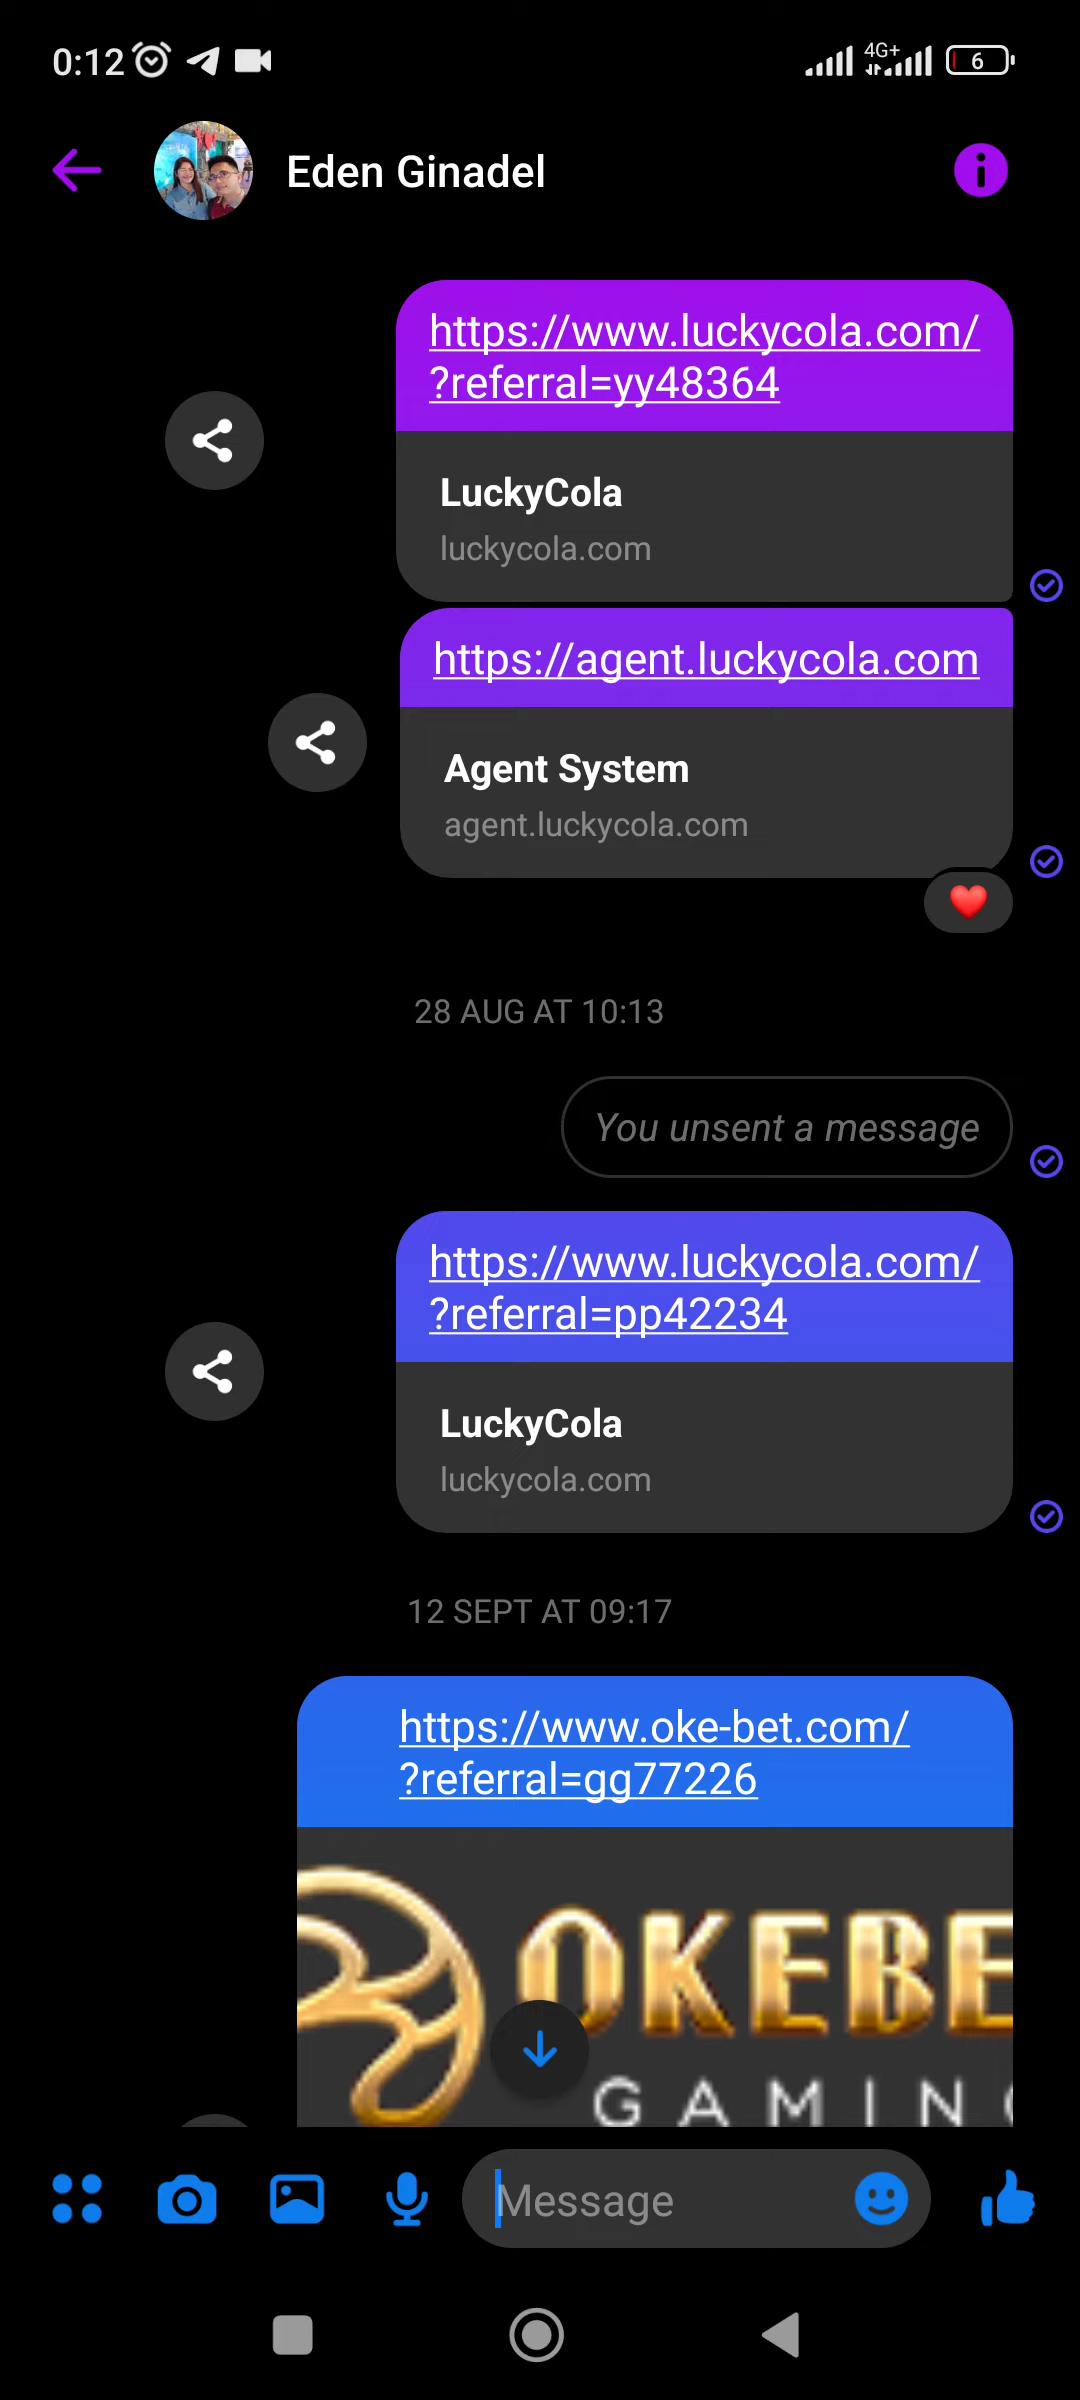 0:12
4G+
6
Eden Ginadel
https://www.luckycola.com/
?referral=yy48364
LuckyCola
luckycola.com
https://agent.luckycola.com
Agent System
agent.luckycola.com
28 AUG AT 10:13
You unsent a message
https://www.luckycola.com/
?referral=pp42234
LuckyCola
luckycola.com
12 SEPT AT 09:17
https://www.oke-bet.com/
?referral=gg77226
OKEBE
GAMIN
Message